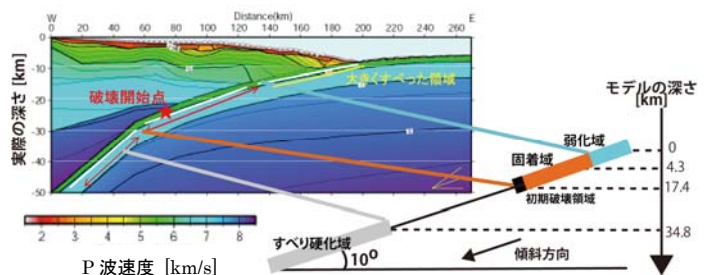 W Distance(km) E
0 20 40 60 80 100 120 140 160 180 200 220 240 260
実際の深さ [km]
0
-10
-20
-30
-40
-50
大きくすべった領域
破壊開始点
モデルの深さ
[km]
弱化域
固着域
初期破壊領域
0
4.3
17.4
34.8
すべり硬化域
10⁰
傾斜方向
2 3 4 5 6 7 8
P 波速度 [km/s]